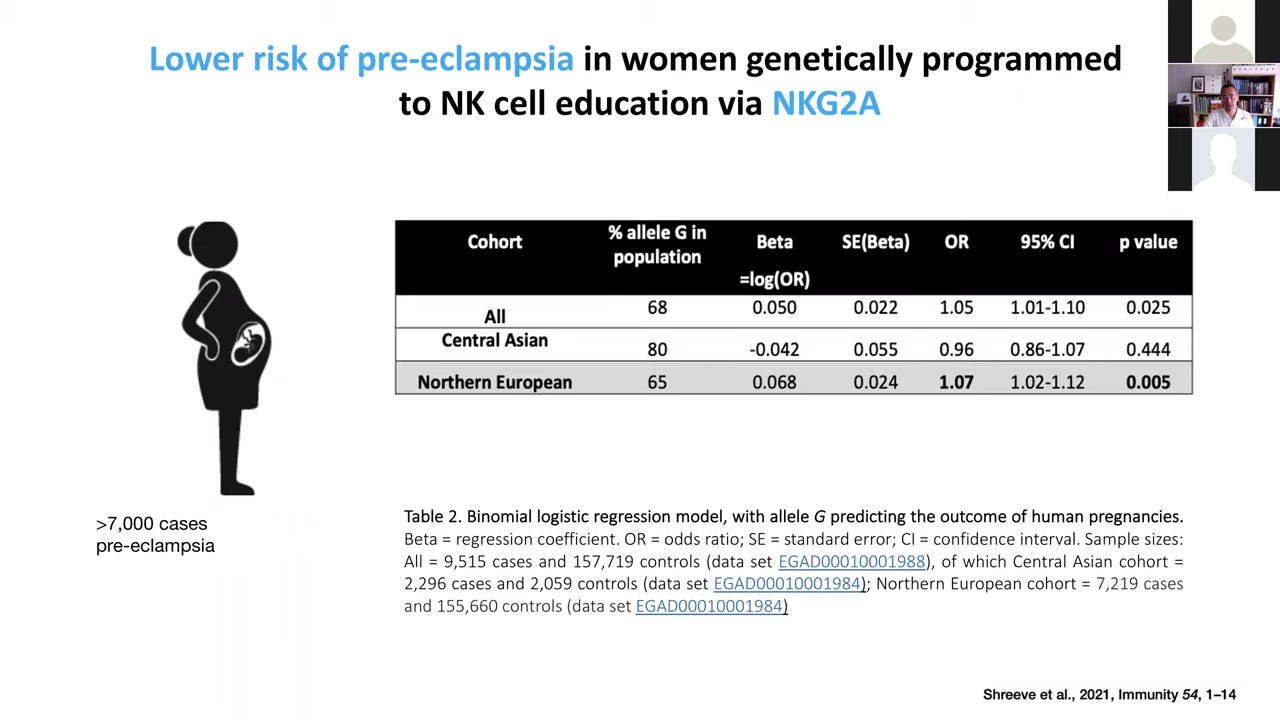 Lower risk of pre-eclampsia in women genetically programmed
to NK cell education via NKG2A
Cohort % allele G in population Beta =log(OR) SE(Beta) OR 95% CI p value
All 68 0.050 0.022 1.05 1.01-1.10 0.025
Central Asian 80 -0.042 0.055 0.96 0.86-1.07 0.444
Northern European 65 0.068 0.024 1.07 1.02-1.12 0.005
>7,000 cases
pre-eclampsia
Table 2. Binomial logistic regression model, with allele G predicting the outcome of human pregnancies.
Beta = regression coefficient. OR = odds ratio; SE = standard error; CI = confidence interval. Sample sizes:
All = 9,515 cases and 157,719 controls (data set EGAD00010001988), of which Central Asian cohort =
2,296 cases and 2,059 controls (data set EGAD00010001984); Northern European cohort = 7,219 cases
and 155,660 controls (data set EGAD00010001984)
Shreeve et al., 2021, Immunity 54, 1–14